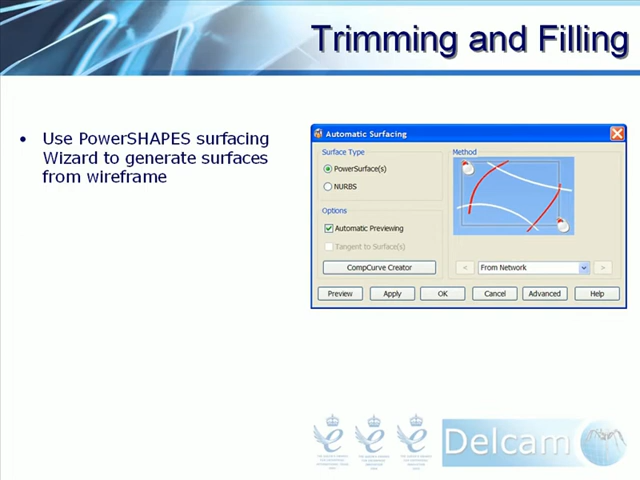 Trimming and Filling
• Use PowerSHAPES surfacing
Wizard to generate surfaces
from wireframe
Automatic Surfacing
Surface Type
PowerSurface(s)
NURBS
Options
Automatic Previewing
Tangent to Surface(s)
CompCurve Creator
Method
< From Network >
Preview Apply OK Cancel Advanced Help
Delcam